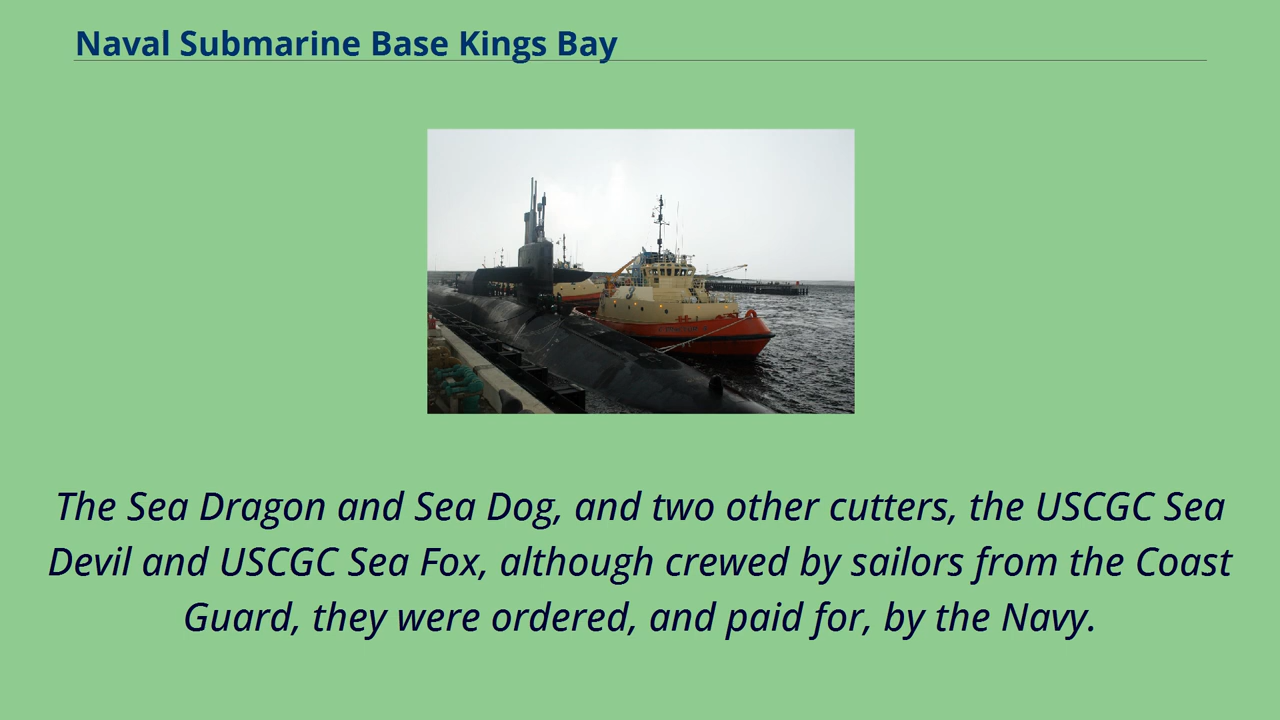 Naval Submarine Base Kings Bay
The Sea Dragon and Sea Dog, and two other cutters, the USCGC Sea
Devil and USCGC Sea Fox, although crewed by sailors from the Coast
Guard, they were ordered, and paid for, by the Navy.